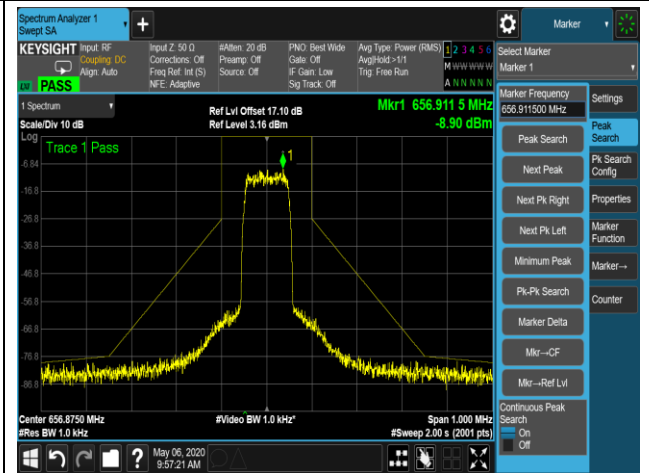 Spectrum Analyzer 1
Swept SA
Marker
KEYSIGHT
Input: RF
Coupling: DC
Align: Auto
Input Z: 50 Ω
Corrections: Off
Freq Ref: Int (S)
NFE: Adaptive
#Atten: 20 dB
Preamp: Off
Source: Off
PNO: Best Wide
Gate: Off
IF Gain: Low
Sig Track: Off
Avg Type: Power (RMS)
Avg|Hold:>1/1
Trig: Free Run
1 2 3 4 5 6
M W W W W W
A N N N N N
PASS
Select Marker
Marker 1
1 Spectrum
Scale/Div 10 dB
Ref Lvl Offset 17.10 dB
Ref Level 3.16 dBm
Mkr1 656.911 5 MHz
-8.90 dBm
Log
Trace 1 Pass
1
-6.84
-16.8
-26.8
-36.8
-46.8
-56.8
-66.8
-76.8
-86.8
Center 656.8750 MHz
#Res BW 1.0 kHz
#Video BW 1.0 kHz*
Span 1.000 MHz
#Sweep 2.00 s (2001 pts)
Marker Frequency
656.911500 MHz
Peak Search
Next Peak
Next Pk Right
Next Pk Left
Minimum Peak
Pk-Pk Search
Marker Delta
Mkr→CF
Mkr→Ref Lvl
Continuous Peak
Search
On
Off
Settings
Peak
Search
Pk Search
Config
Properties
Marker
Function
Marker→
Counter
May 06, 2020
9:57:21 AM